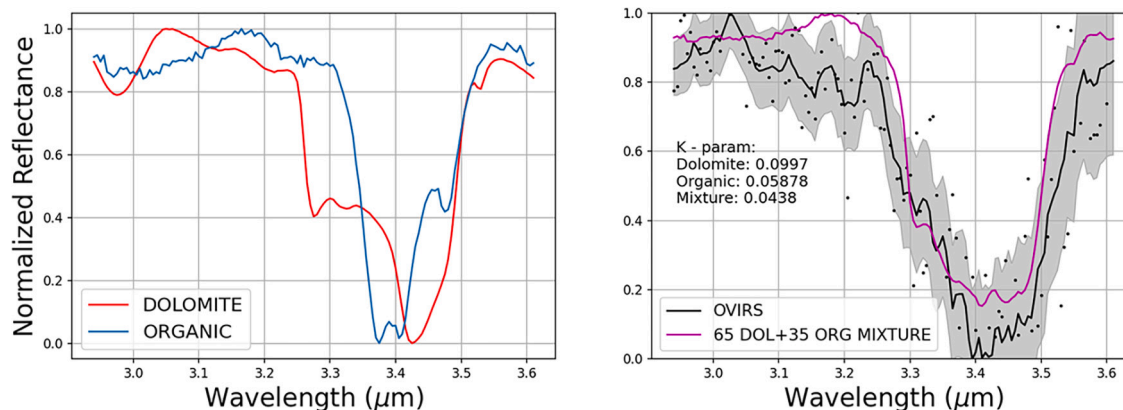 Normalized Reflectance
1.0
0.8
0.6
0.4
0.2
0.0
DOLOMITE
ORGANIC
3.0 3.1 3.2 3.3 3.4 3.5 3.6
Wavelength (μm)
1.0
0.8
0.6
0.4
0.2
0.0
K - param:
Dolomite: 0.0997
Organic: 0.05878
Mixture: 0.0438
OVIRS
65 DOL+35 ORG MIXTURE
3.0 3.1 3.2 3.3 3.4 3.5 3.6
Wavelength (μm)